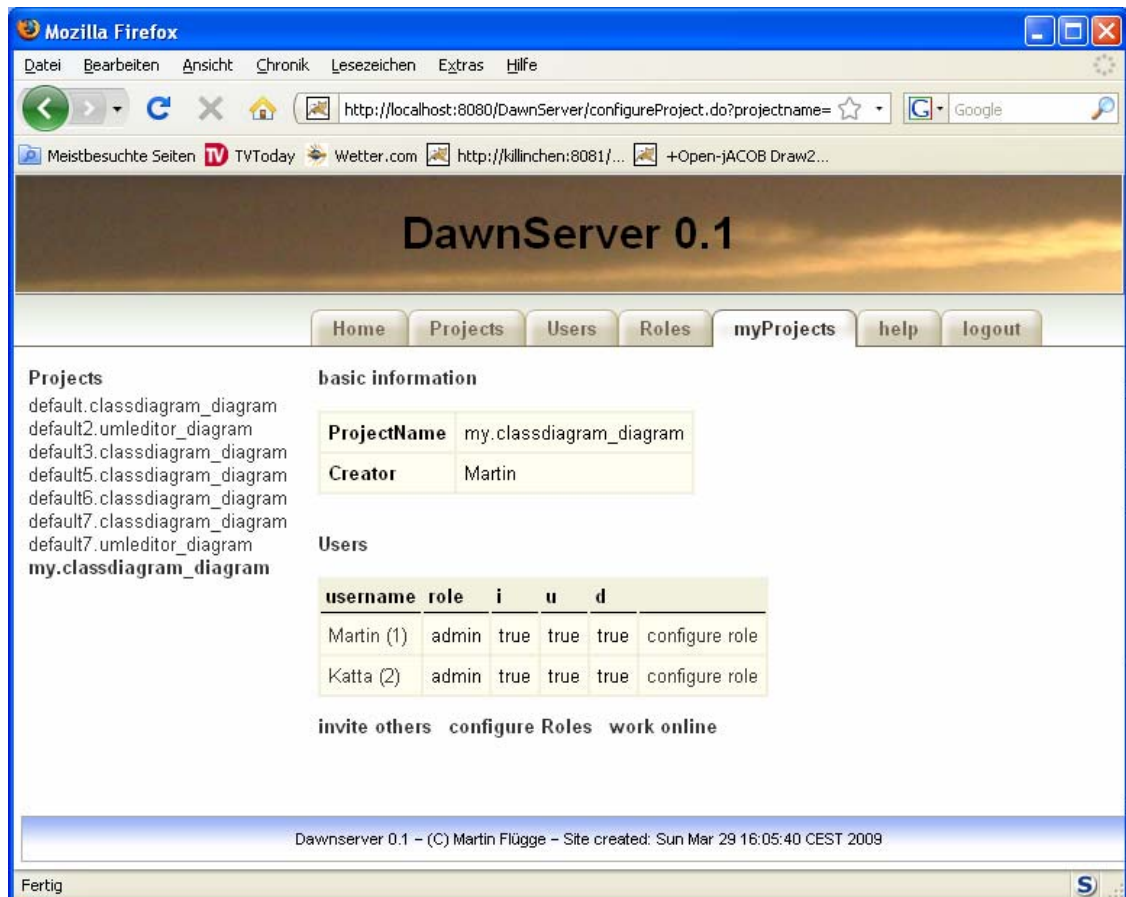 Mozilla Firefox
Datei Bearbeiten Ansicht Chronik Lesezeichen Extras Hilfe
http://localhost:8080/DawnServer/configureProject.do?projectname= G Google
Meistbesuchte Seiten TV TVToday Wetter.com http://killinchen:8081/... +Open-jACOB Draw2...
DawnServer 0.1
Home Projects Users Roles myProjects help logout
Projects
default.classdiagram_diagram
default2.umleditor_diagram
default3.classdiagram_diagram
default5.classdiagram_diagram
default6.classdiagram_diagram
default7.classdiagram_diagram
default7.umleditor_diagram
my.classdiagram_diagram
basic information
ProjectName my.classdiagram_diagram
Creator Martin
Users
username role i u d
Martin (1) admin true true true configure role
Katta (2) admin true true true configure role
invite others configure Roles work online
Dawnserver 0.1 – (C) Martin Flügge – Site created: Sun Mar 29 16:05:40 CEST 2009
Fertig S